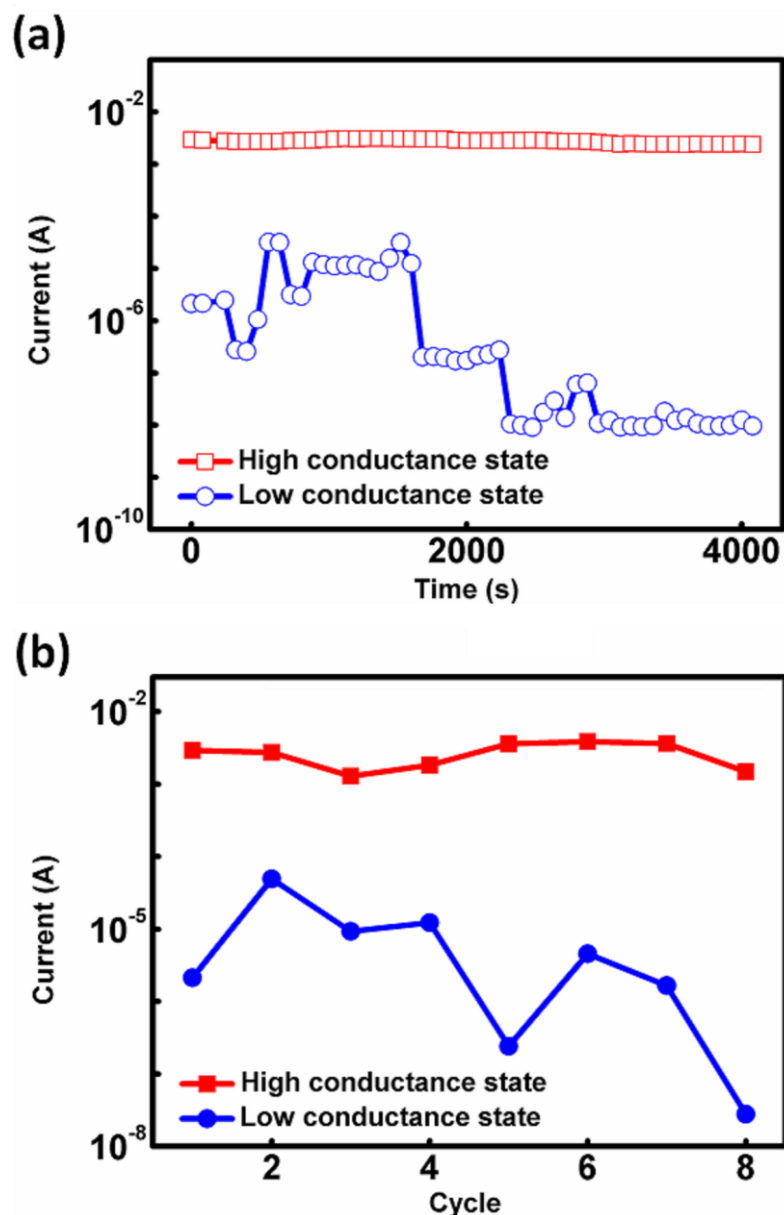 (a)
10⁻²
10⁻⁶
10⁻¹⁰
Current (A)
High conductance state
Low conductance state
0 2000 4000
Time (s)
(b)
10⁻²
10⁻⁵
10⁻⁸
Current (A)
High conductance state
Low conductance state
2 4 6 8
Cycle